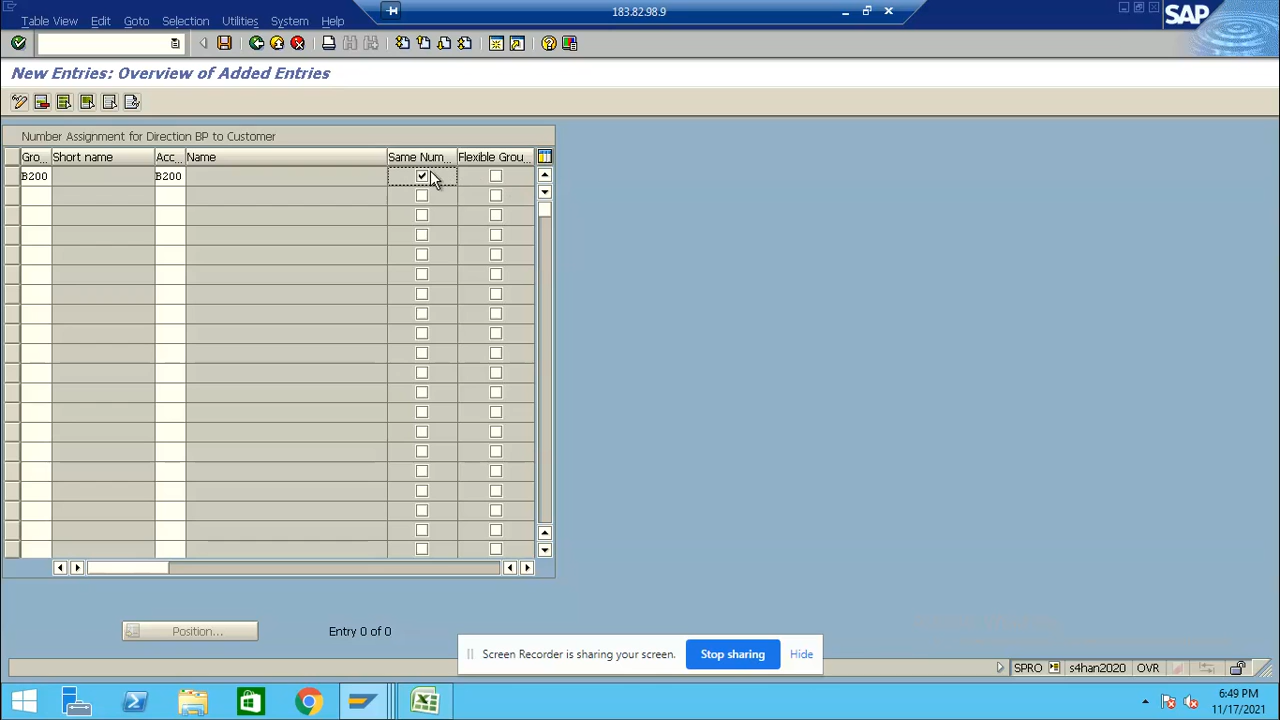 183.82.98.9
Table View Edit Goto Selection Utilities System Help
SAP
New Entries: Overview of Added Entries
Number Assignment for Direction BP to Customer
Gro... Short name Acc... Name Same Num... Flexible Grou...
B200 B200
Position... Entry 0 of 0
Screen Recorder is sharing your screen. Stop sharing Hide
SPRO s4han2020 OVR
6:49 PM
11/17/2021